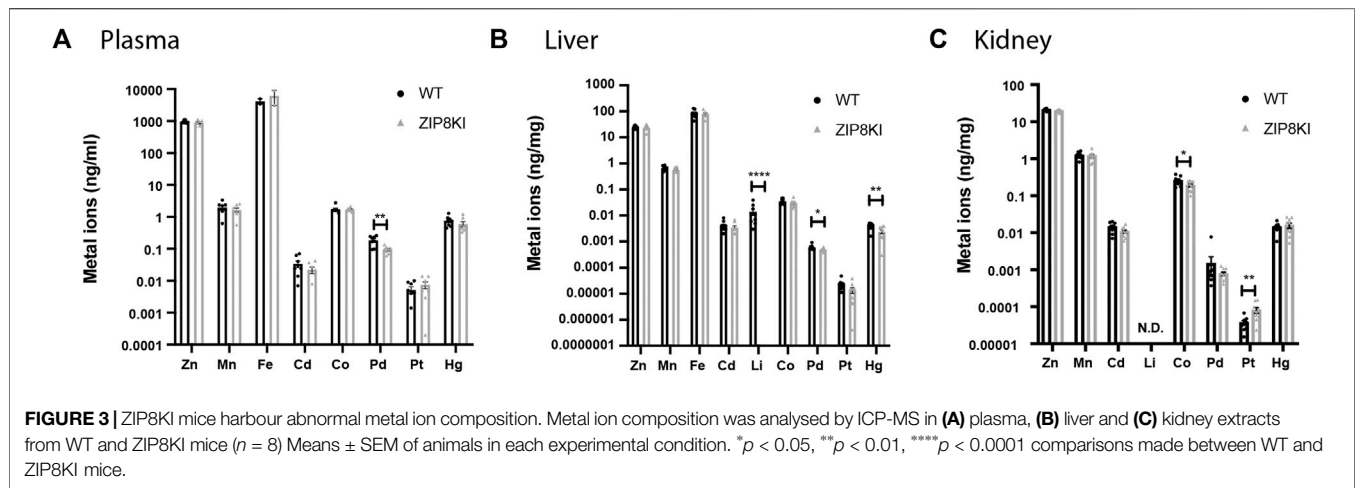 A Plasma
Metal ions (ng/ml)
10000
1000
100
10
1
0.1
0.01
0.001
0.0001
WT
ZIP8KI
**
Zn Mn Fe Cd Co Pd Pt Hg
B Liver
Metal ions (ng/mg)
1000
100
10
1
0.1
0.01
0.001
0.0001
0.00001
0.000001
0.0000001
WT
ZIP8KI
****
*
**
Zn Mn Fe Cd Li Co Pd Pt Hg
C Kidney
Metal ions (ng/mg)
100
10
1
0.1
0.01
0.001
0.0001
0.00001
WT
ZIP8KI
*
**
N.D.
Zn Mn Cd Li Co Pd Pt Hg
FIGURE 3 | ZIP8KI mice harbour abnormal metal ion composition. Metal ion composition was analysed by ICP-MS in (A) plasma, (B) liver and (C) kidney extracts
from WT and ZIP8KI mice (n = 8) Means ± SEM of animals in each experimental condition. *p < 0.05, **p < 0.01, ****p < 0.0001 comparisons made between WT and
ZIP8KI mice.